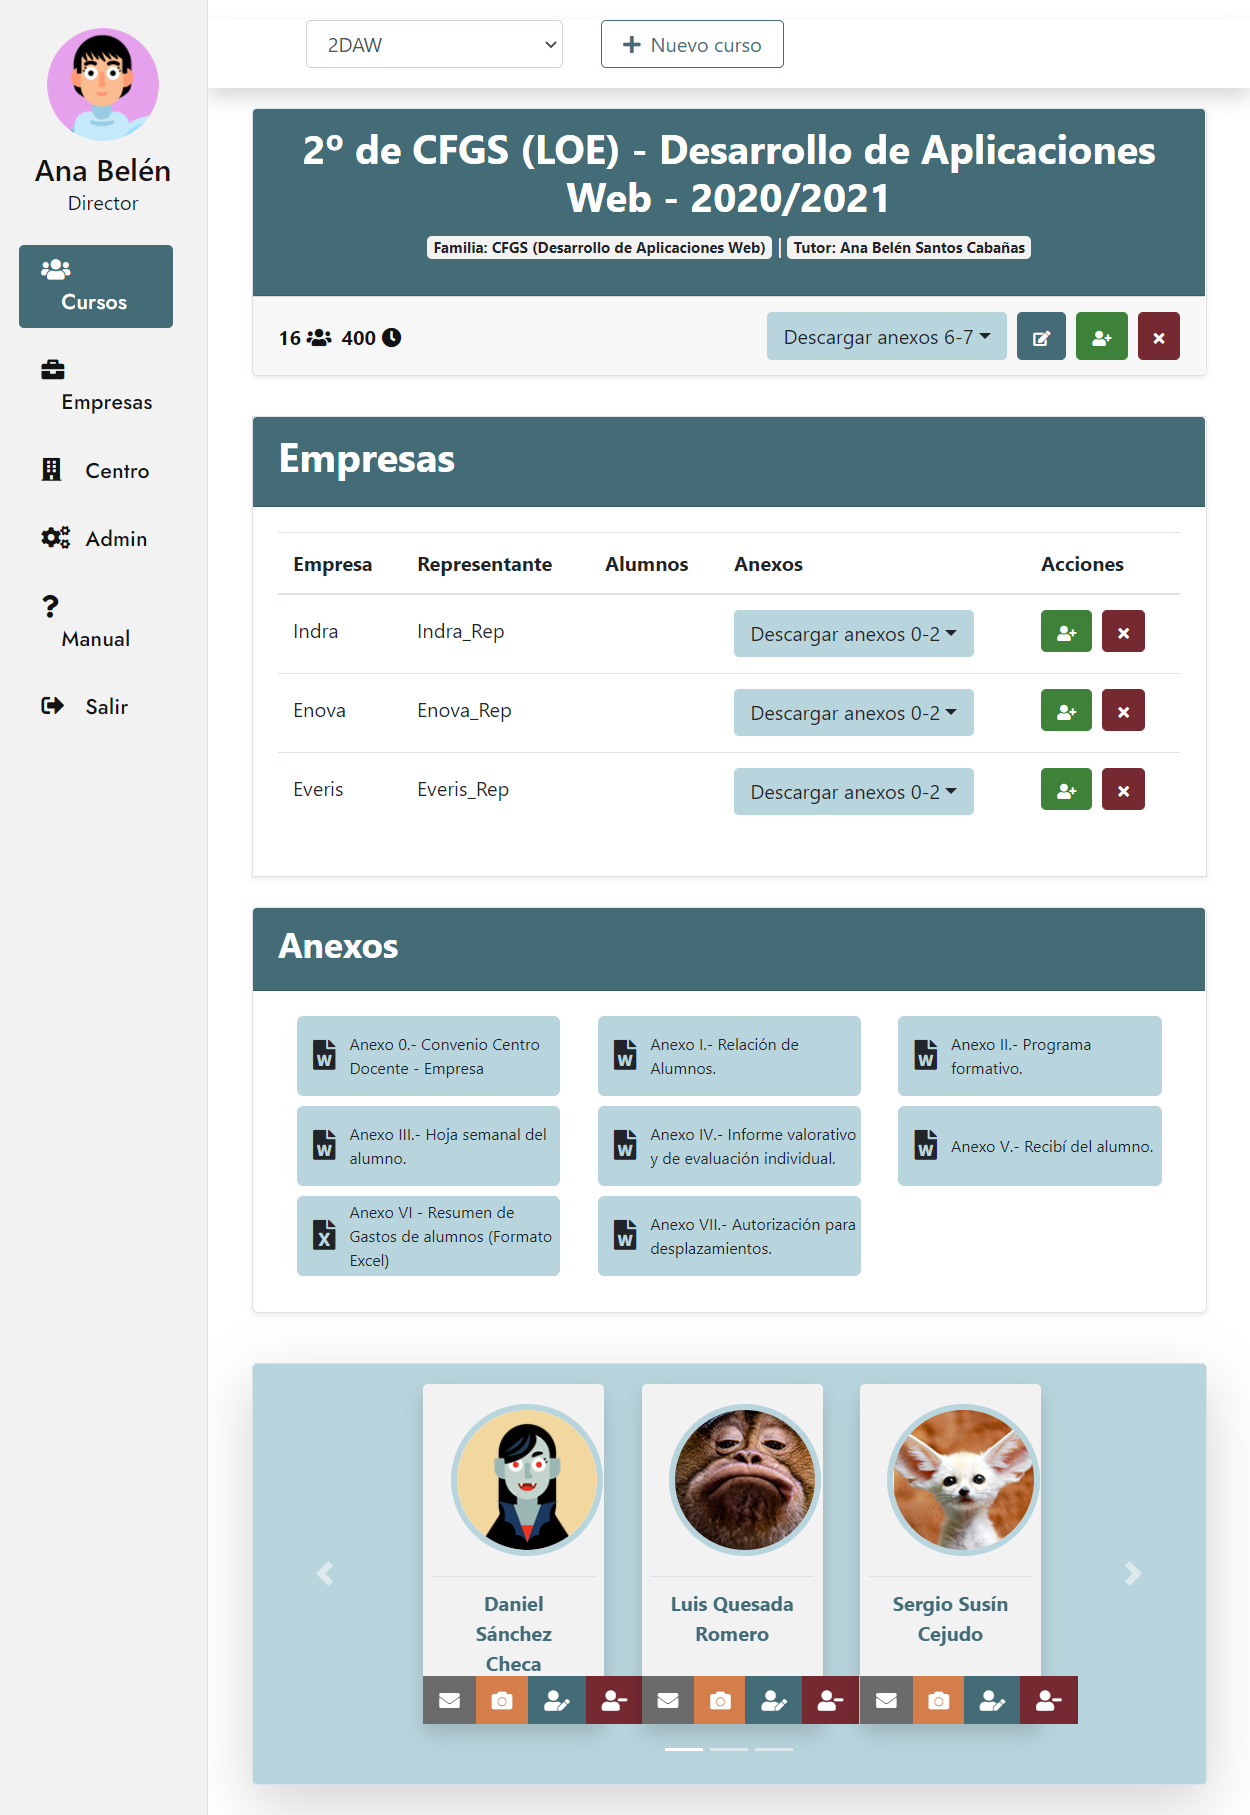 Ana Belén
Director
Cursos
Empresas
Centro
Admin
Manual
Salir
2DAW
Nuevo curso
2º de CFGS (LOE) - Desarrollo de Aplicaciones
Web - 2020/2021
Familia: CFGS (Desarrollo de Aplicaciones Web) | Tutor: Ana Belén Santos Cabañas
16 400
Descargar anexos 6-7
Empresas
Empresa Representante Alumnos Anexos Acciones
Indra Indra_Rep Descargar anexos 0-2
Enova Enova_Rep Descargar anexos 0-2
Everis Everis_Rep Descargar anexos 0-2
Anexos
Anexo 0.- Convenio Centro
Docente - Empresa
Anexo I.- Relación de
Alumnos.
Anexo II.- Programa
formativo.
Anexo III.- Hoja semanal del
alumno.
Anexo IV.- Informe valorativo
y de evaluación individual.
Anexo V.- Recibí del alumno.
Anexo VI - Resumen de
Gastos de alumnos (Formato
Excel)
Anexo VII.- Autorización para
desplazamientos.
Daniel
Sánchez
Checa
Luis Quesada
Romero
Sergio Susín
Cejudo